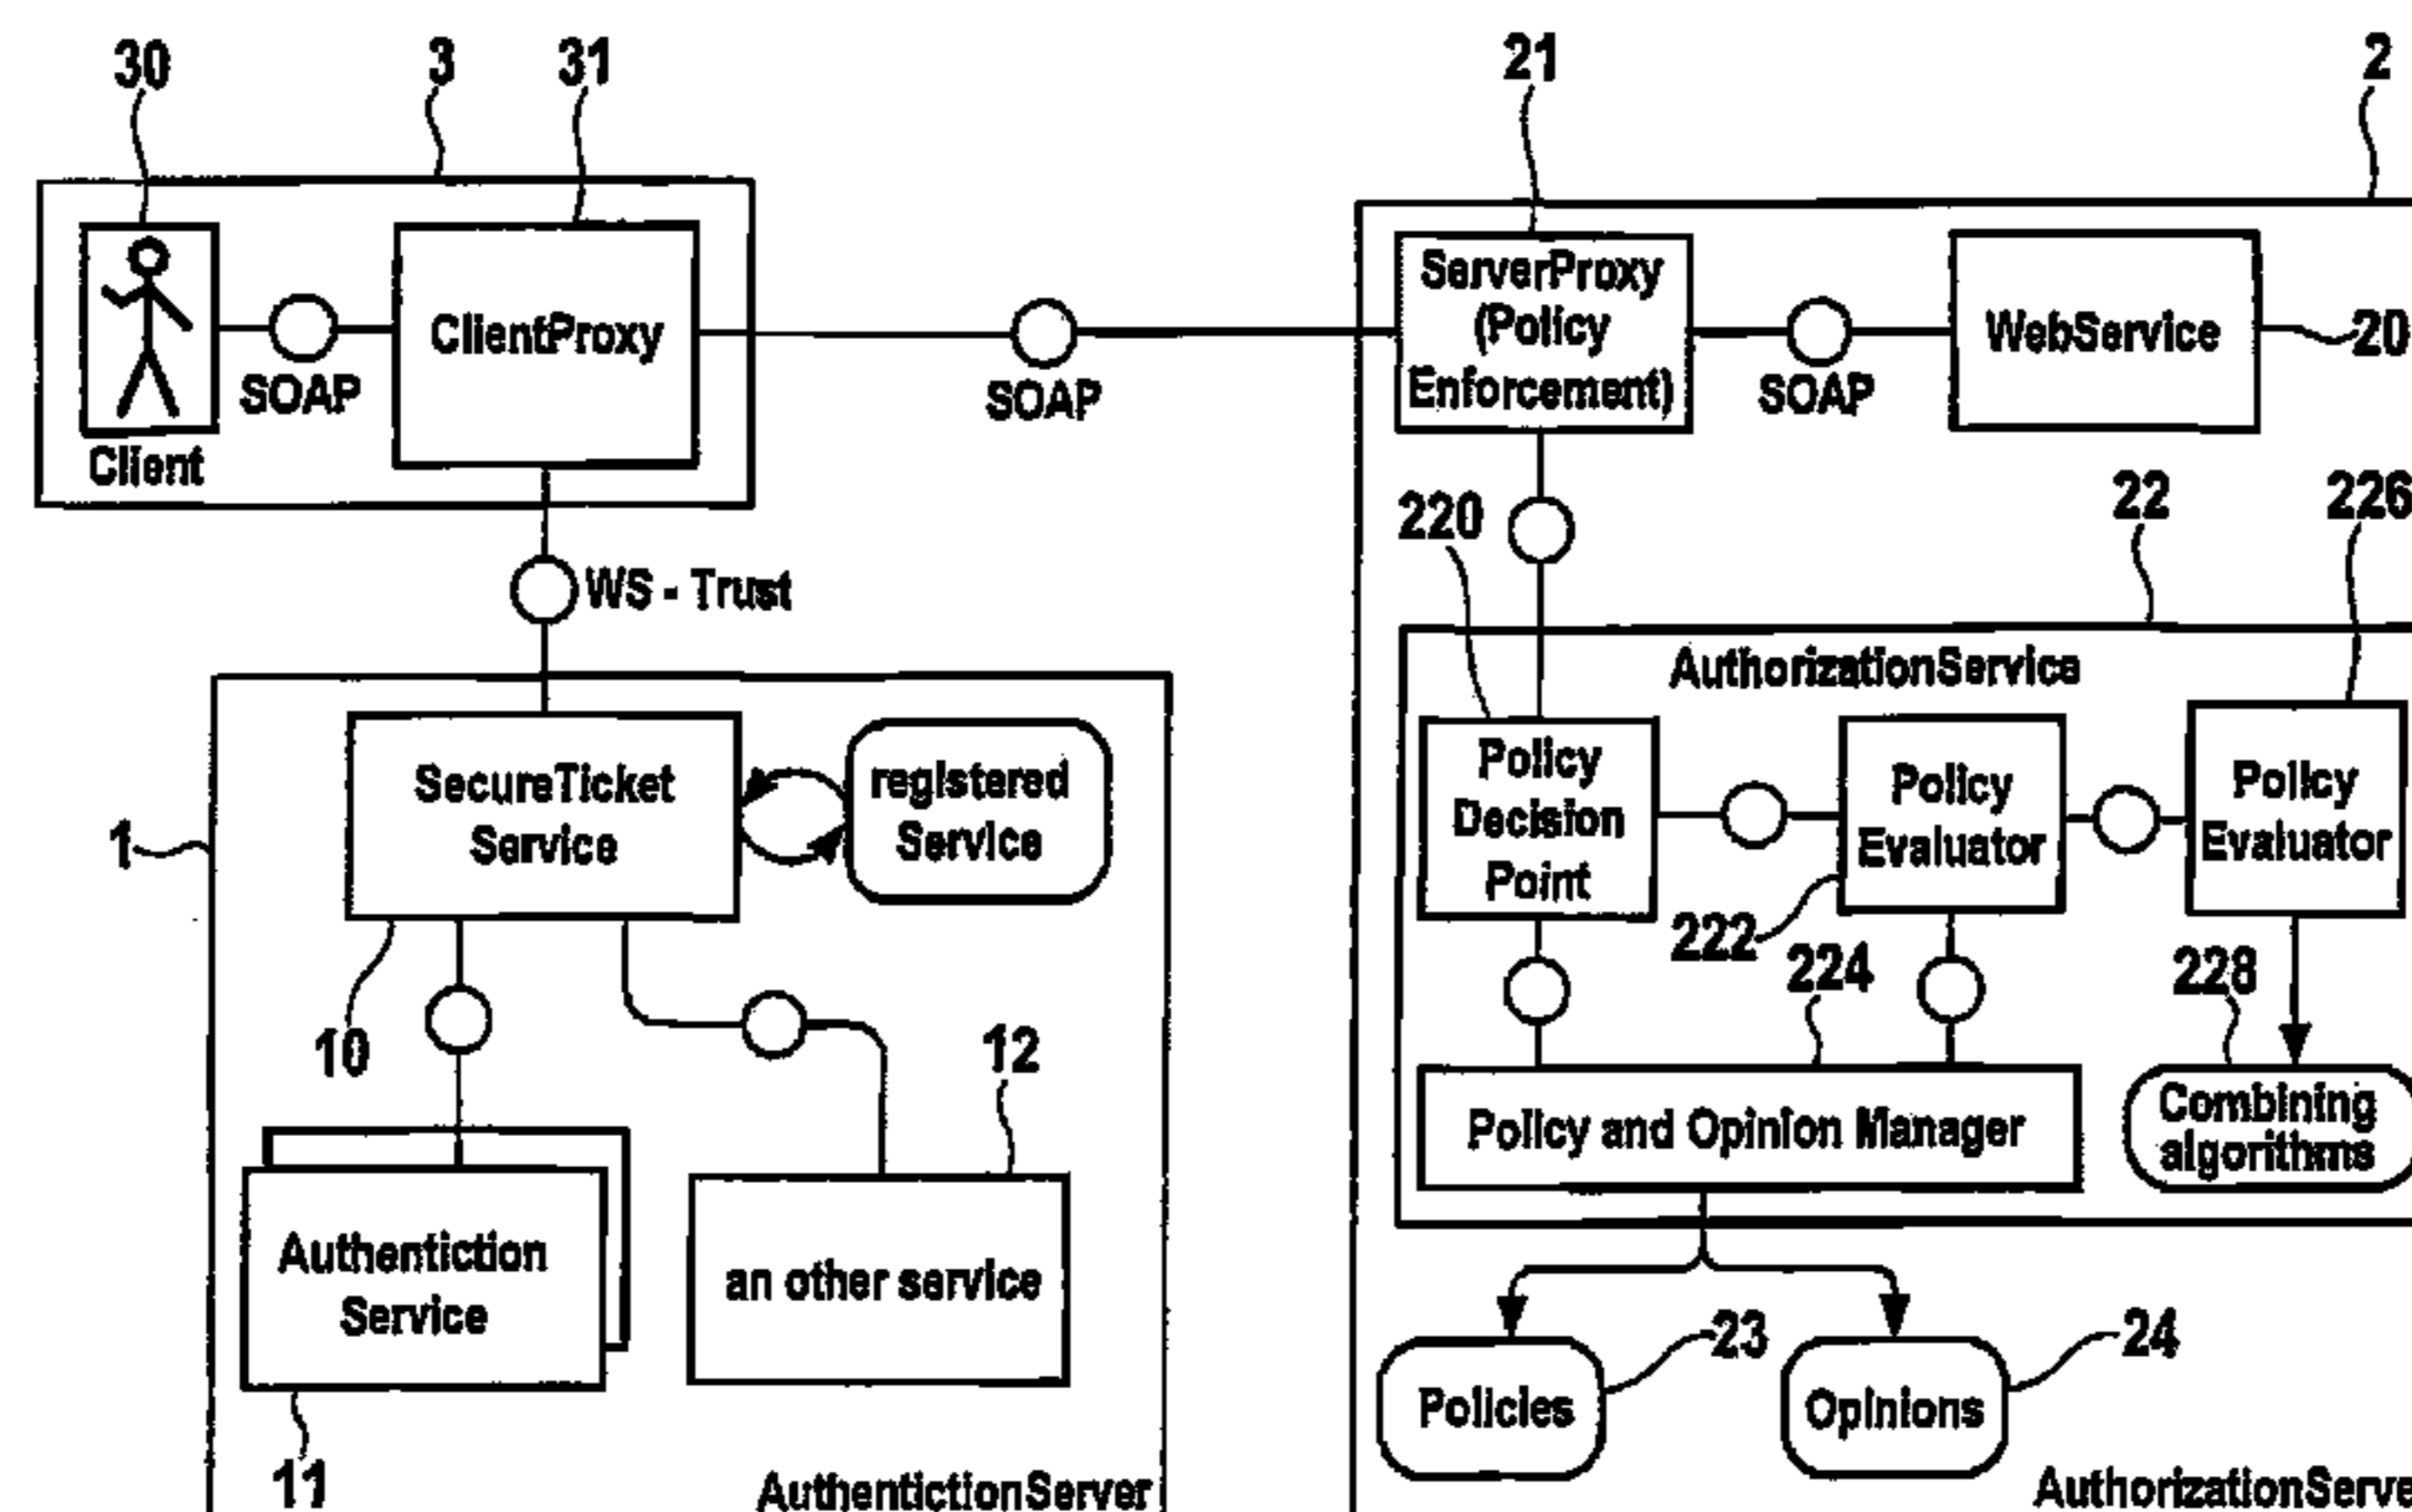 30
3
31
21
2
ClientProxy
SOAP
Client
SOAP
ServerProxy
(Policy
Enforcement)
SOAP
WebService
20
WS - Trust
220
22
226
AuthorizationService
1
SecureTicket
Service
registered
Service
Policy
Decision
Point
Policy
Evaluator
Policy
Evaluator
222
224
228
10
12
Policy and Opinion Manager
Combining
algorithms
Authentiction
Service
an other service
23
24
Policies
Opinions
11
AuthentictionServer
AuthorizationServe